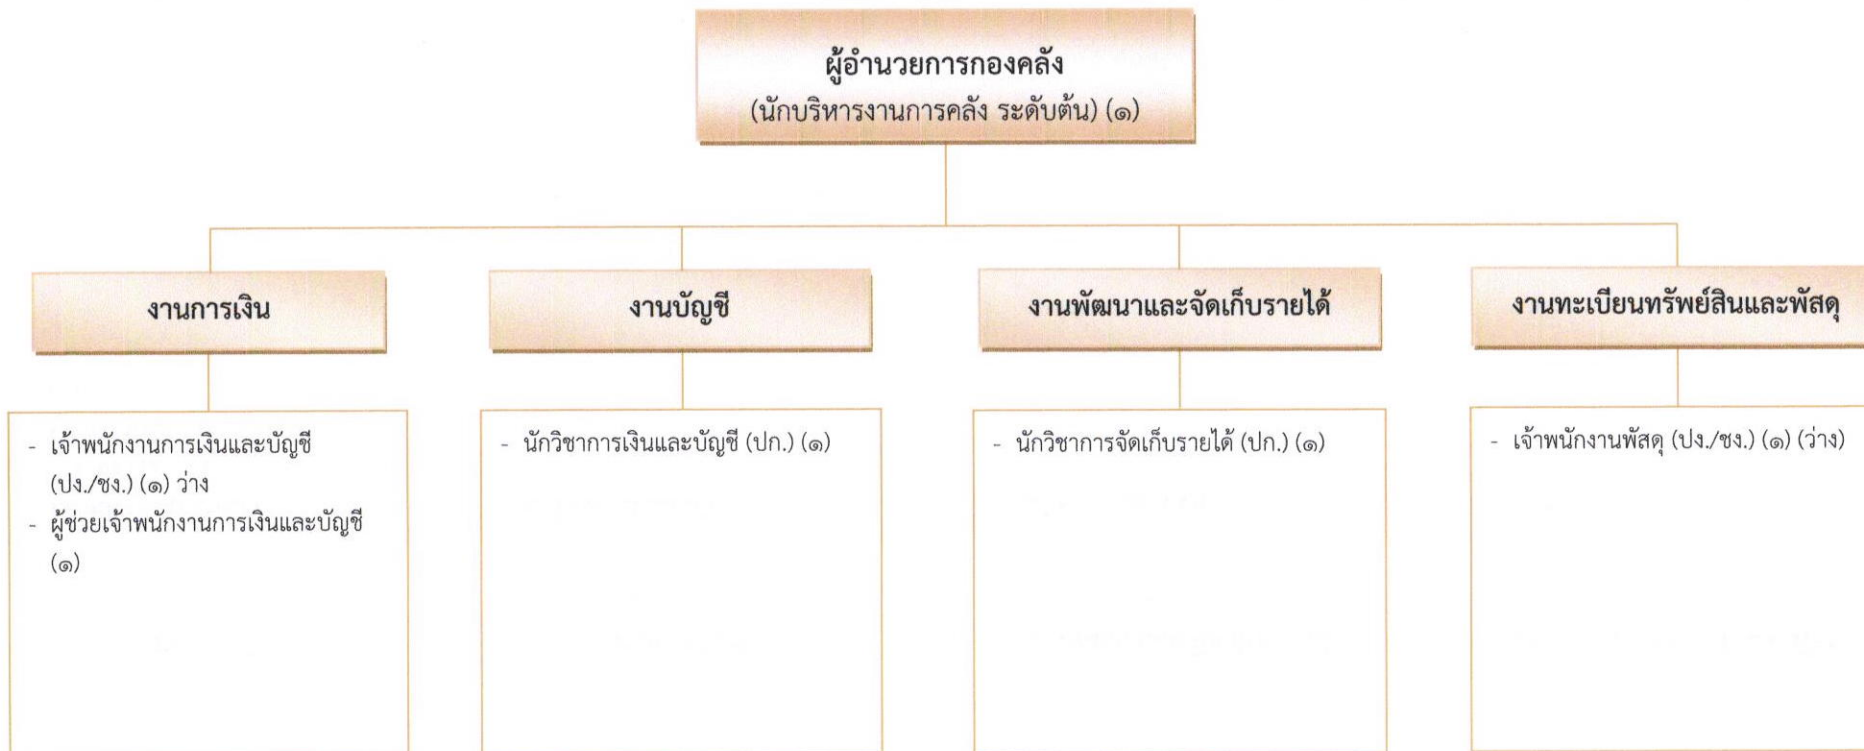 ผู้อำนวยการกองคลัง
(นักบริหารงานการคลัง ระดับต้น) (๑)
งานการเงิน
งานบัญชี
งานพัฒนาและจัดเก็บรายได้
งานทะเบียนทรัพย์สินและพัสดุ
- เจ้าพนักงานการเงินและบัญชี
(ปง./ชง.) (๑) ว่าง
- ผู้ช่วยเจ้าพนักงานการเงินและบัญชี
(๑)
- นักวิชาการเงินและบัญชี (ปก.) (๑)
- นักวิชาการจัดเก็บรายได้ (ปก.) (๑)
- เจ้าพนักงานพัสดุ (ปง./ชง.) (๑) (ว่าง)